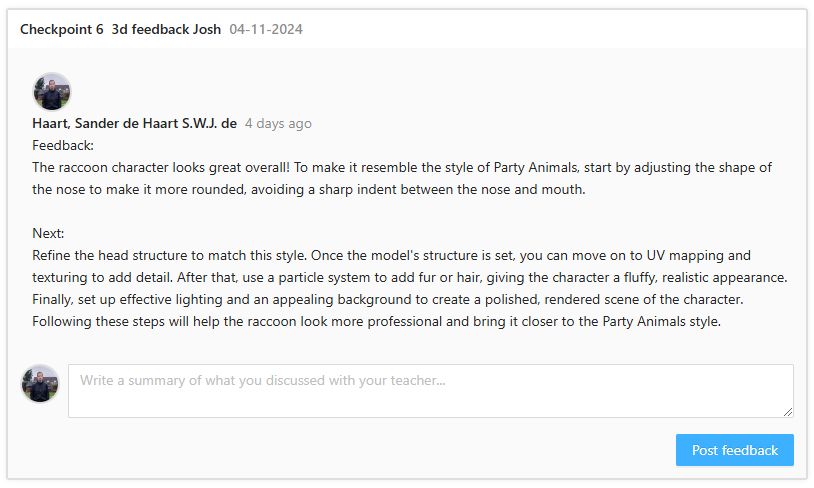 Checkpoint 6 3d feedback Josh 04-11-2024
Haart, Sander de Haart S.W.J. de 4 days ago
Feedback:
The raccoon character looks great overall! To make it resemble the style of Party Animals, start by adjusting the shape of
the nose to make it more rounded, avoiding a sharp indent between the nose and mouth.
Next:
Refine the head structure to match this style. Once the model's structure is set, you can move on to UV mapping and
texturing to add detail. After that, use a particle system to add fur or hair, giving the character a fluffy, realistic appearance.
Finally, set up effective lighting and an appealing background to create a polished, rendered scene of the character.
Following these steps will help the raccoon look more professional and bring it closer to the Party Animals style.
Write a summary of what you discussed with your teacher...
Post feedback